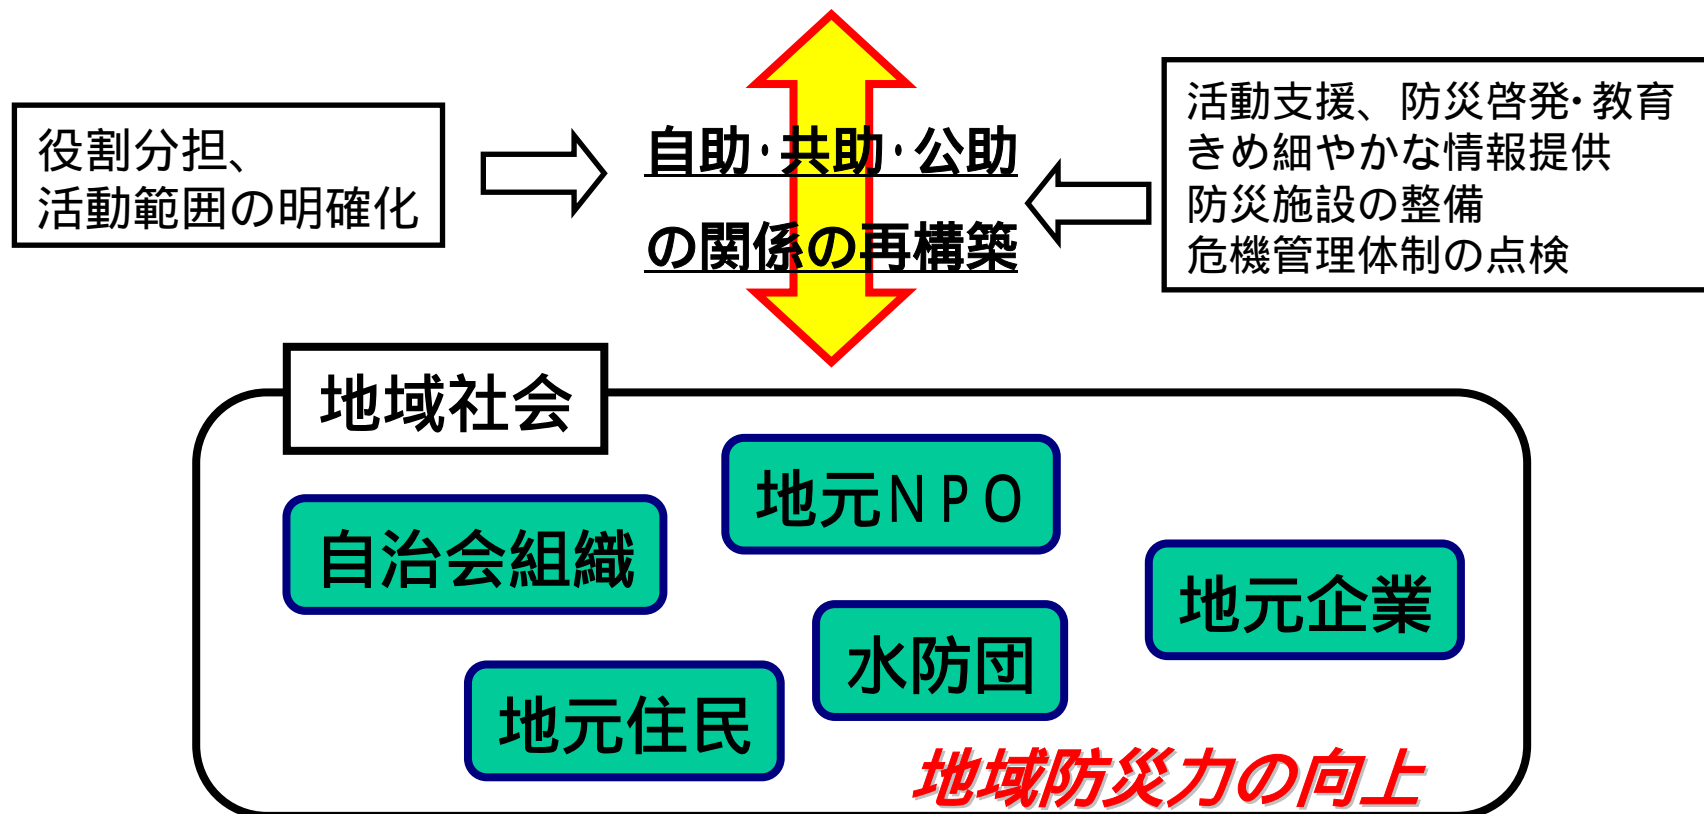 役割分担、
活動範囲の明確化
自助・共助・公助
の関係の再構築
活動支援、防災啓発・教育
きめ細やかな情報提供
防災施設の整備
危機管理体制の点検
地域社会
地元NPO
自治会組織
地元企業
水防団
地元住民
地域防災力の向上